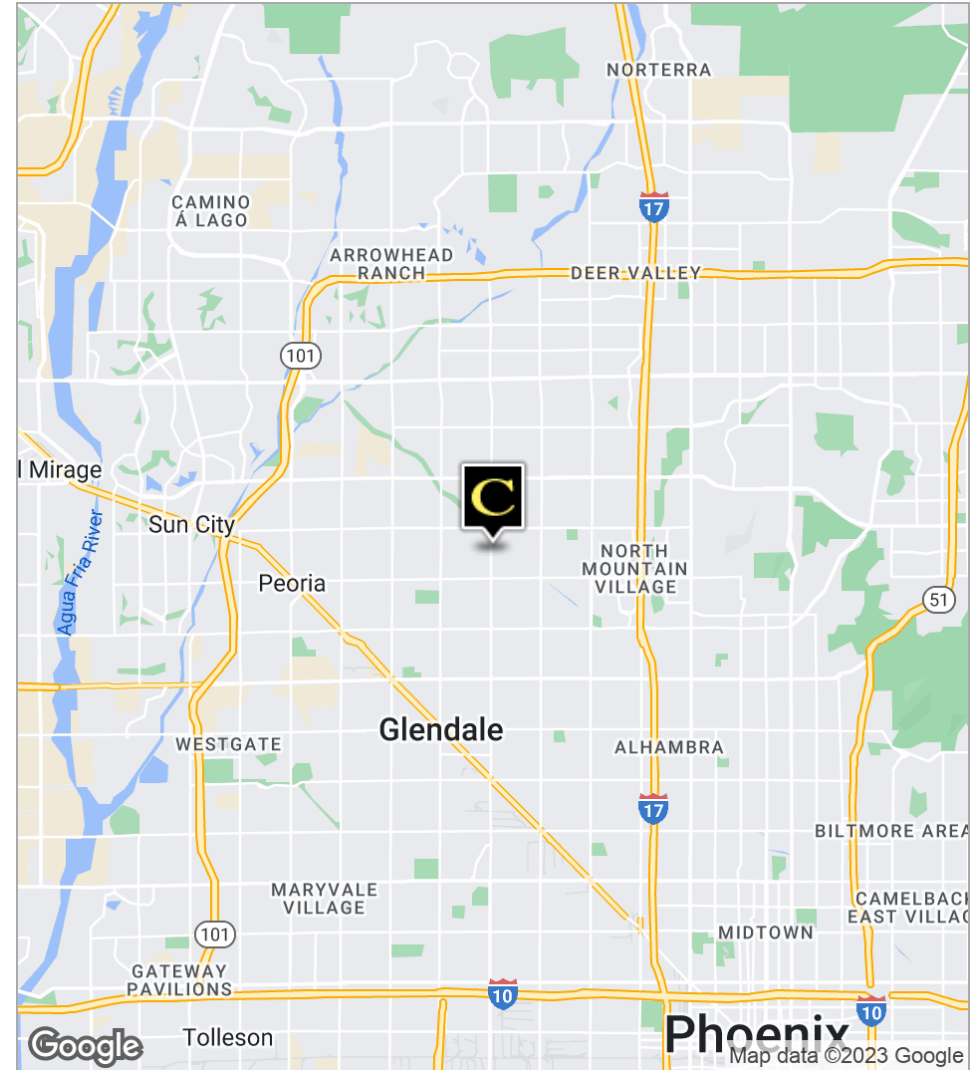 NORTERRA
17
CAMINO
Á LAGO
ARROWHEAD
RANCH
DEER VALLEY
101
l Mirage
C
Sun City
Agua Fria River
NORTH
MOUNTAIN
VILLAGE
Peoria
51
Glendale
WESTGATE
ALHAMBRA
17
BILTMORE AREA
MARYVALE
VILLAGE
CAMELBACK
EAST VILLAG
101
MIDTOWN
GATEWAY
PAVILIONS
10
10
Tolleson
Phoenix
Google
Map data ©2023 Google